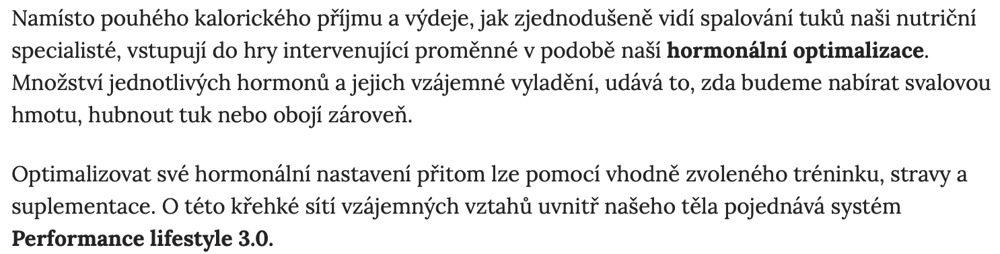 Namísto pouhého kalorického příjmu a výdeje, jak zjednodušeně vidí spalování tuků naši nutriční
specialisté, vstupují do hry intervenující proměnné v podobě naší hormonální optimalizace.
Množství jednotlivých hormonů a jejich vzájemné vyladění, udává to, zda budeme nabírat svalovou
hmotu, hubnout tuk nebo obojí zároveň.
Optimalizovat své hormonální nastavení přitom lze pomocí vhodně zvoleného tréninku, stravy a
suplementace. O této křehké sítí vzájemných vztahů uvnitř našeho těla pojednává systém
Performance lifestyle 3.0.